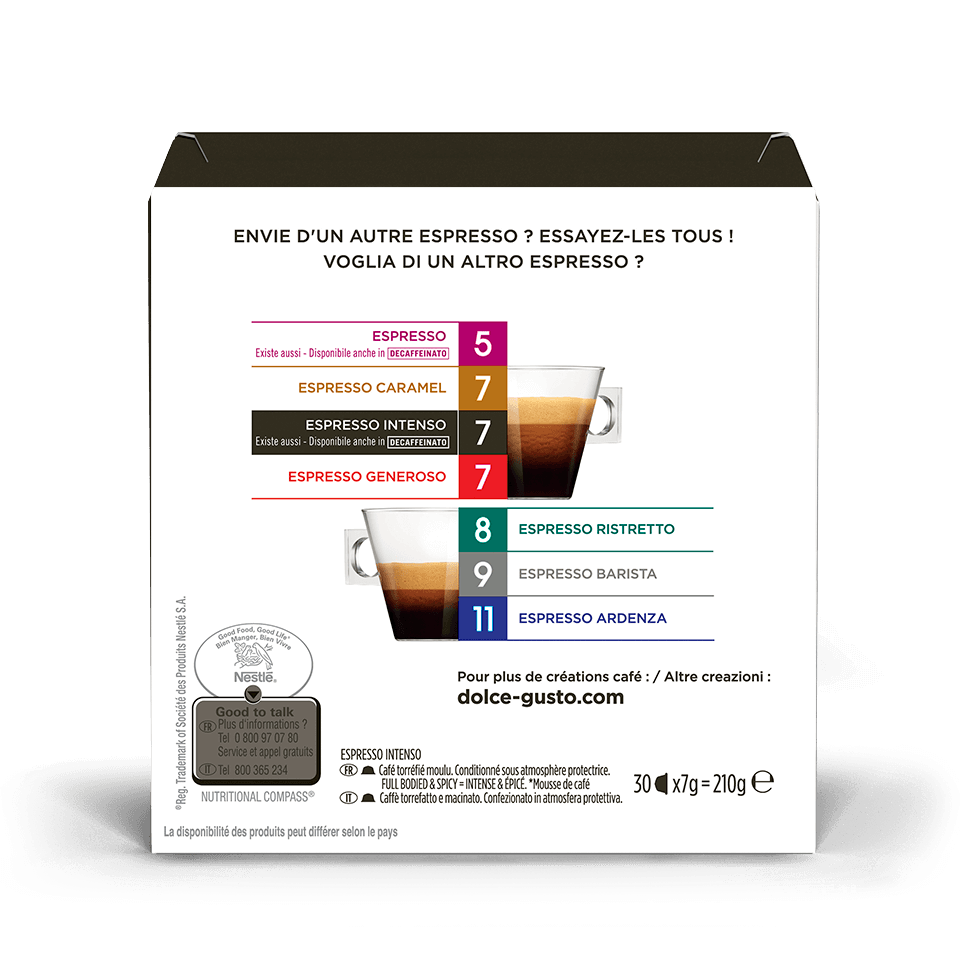 ENVIE D'UN AUTRE ESPRESSO ? ESSAYEZ-LES TOUS !
VOGLIA DI UN ALTRO ESPRESSO ?
ESPRESSO 5
Existe aussi - Disponibile anche in DECAFFEINATO
ESPRESSO CARAMEL 7
ESPRESSO INTENSO 7
Existe aussi - Disponibile anche in DECAFFEINATO
ESPRESSO GENEROSO 7
8 ESPRESSO RISTRETTO
9 ESPRESSO BARISTA
11 ESPRESSO ARDENZA
Pour plus de créations café : / Altre creazioni :
dolce-gusto.com
®Reg. Trademark of Société des Produits Nestlé S.A.
Good Food, Good Life®
Bien Manger, Bien Vivre
Nestlé®
Good to talk
FR Plus d'informations ?
Tel 0 800 97 07 80
Service et appel gratuits
IT Tel 800 365 234
NUTRITIONAL COMPASS®
ESPRESSO INTENSO
FR Café torréfié moulu. Conditionné sous atmosphère protectrice.
FULL BODIED & SPICY = INTENSE & ÉPICÉ. *Mousse de café
IT Caffè torrefatto e macinato. Confezionato in atmosfera protettiva.
30 x7g = 210g ℮
La disponibilité des produits peut différer selon le pays